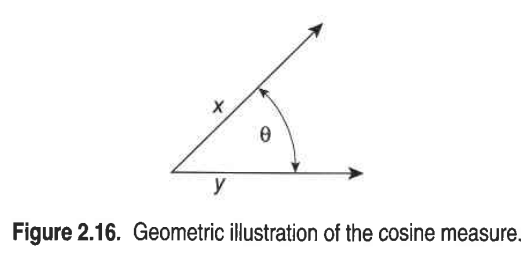 x
θ
y
Figure 2.16. Geometric illustration of the cosine measure.